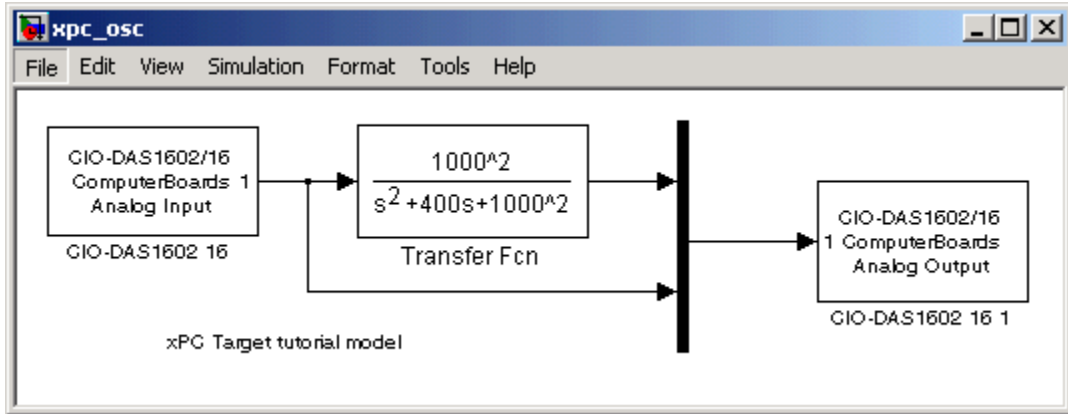 xpc_osc
File Edit View Simulation Format Tools Help
CIO-DAS1602/16
ComputerBoards 1
Analog Input
CIO-DAS1602 16
1000^2
s2+400s+1000^2
Transfer Fcn
CIO-DAS1602/16
1 ComputerBoards
Analog Output
CIO-DAS1602 16 1
xPC Target tutorial model